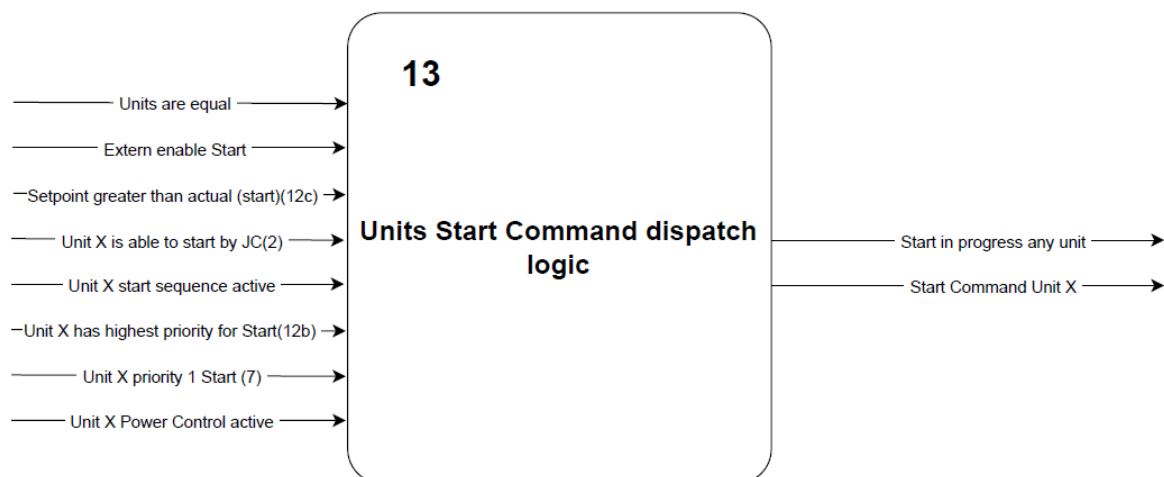 13
Units are equal
Extern enable Start
Setpoint greater than actual (start)(12c)
Unit X is able to start by JC(2)
Unit X start sequence active
Unit X has highest priority for Start(12b)
Unit X priority 1 Start (7)
Unit X Power Control active
Units Start Command dispatch
logic
Start in progress any unit
Start Command Unit X